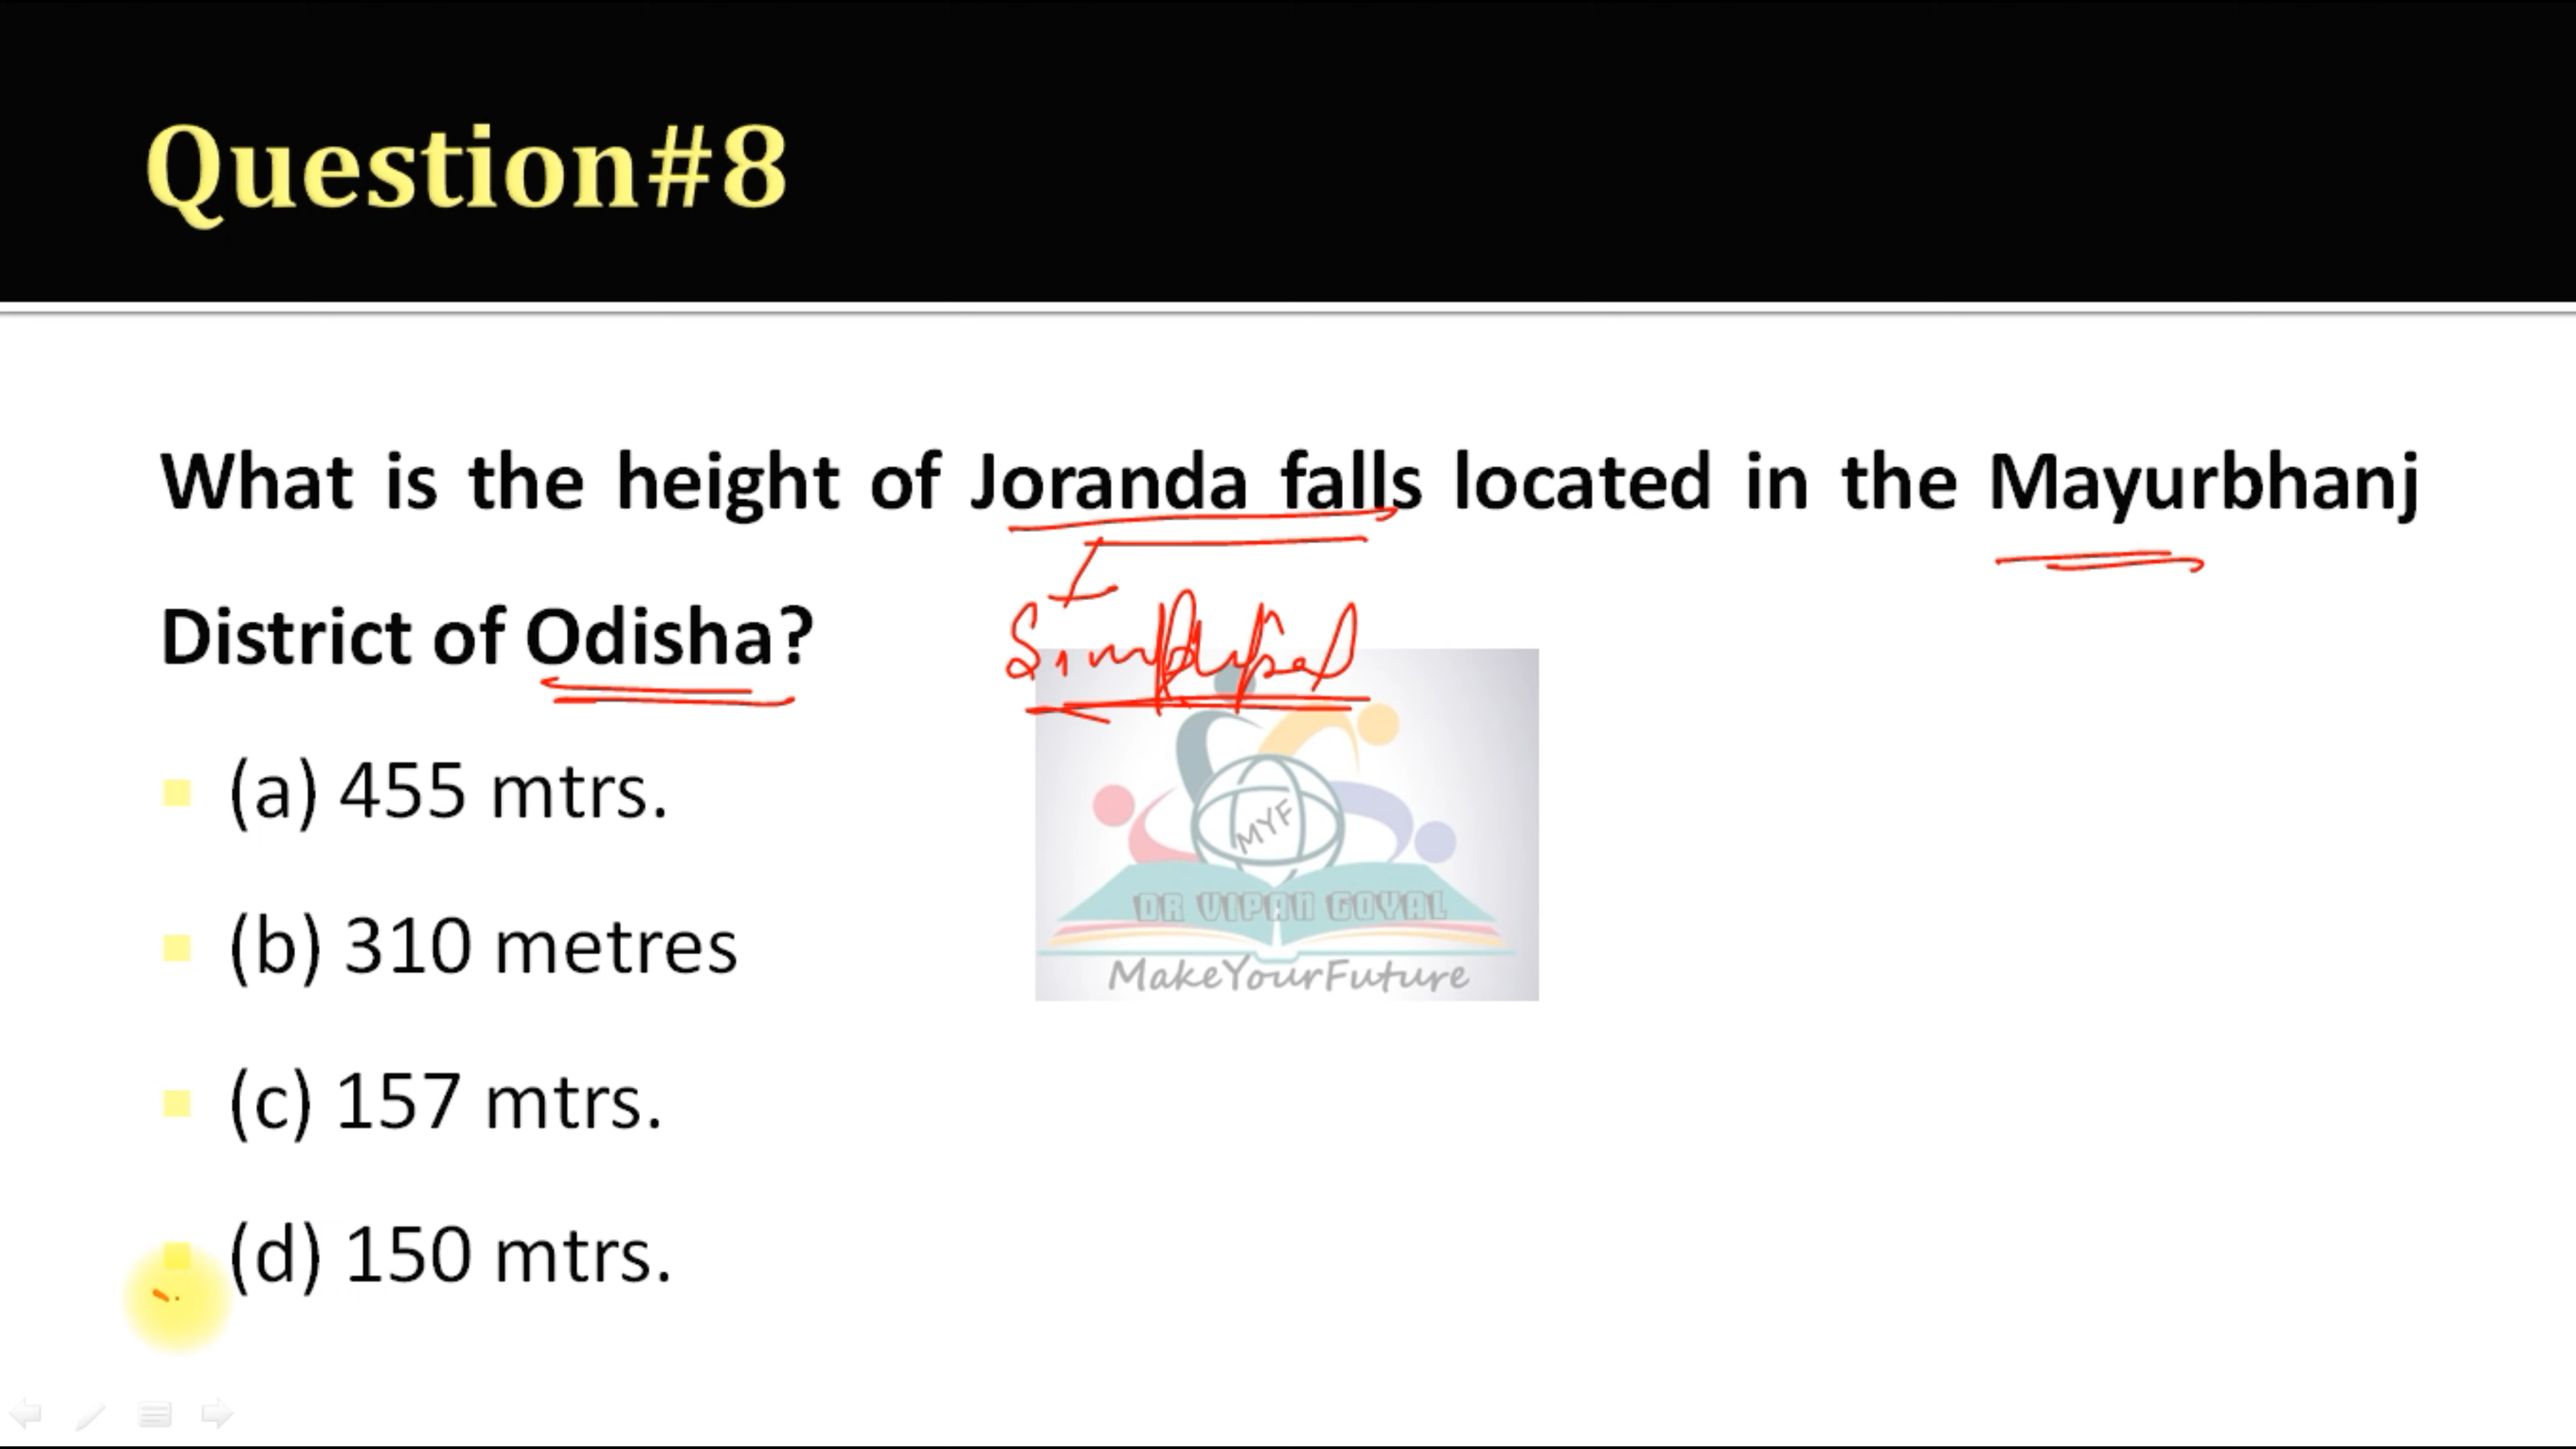 Question#8
What is the height of Joranda falls located in the Mayurbhanj
District of Odisha?
(a) 455 mtrs.
(b) 310 metres
(c) 157 mtrs.
(d) 150 mtrs.
MYF
DR VIPAN GOYAL
MakeYourFuture